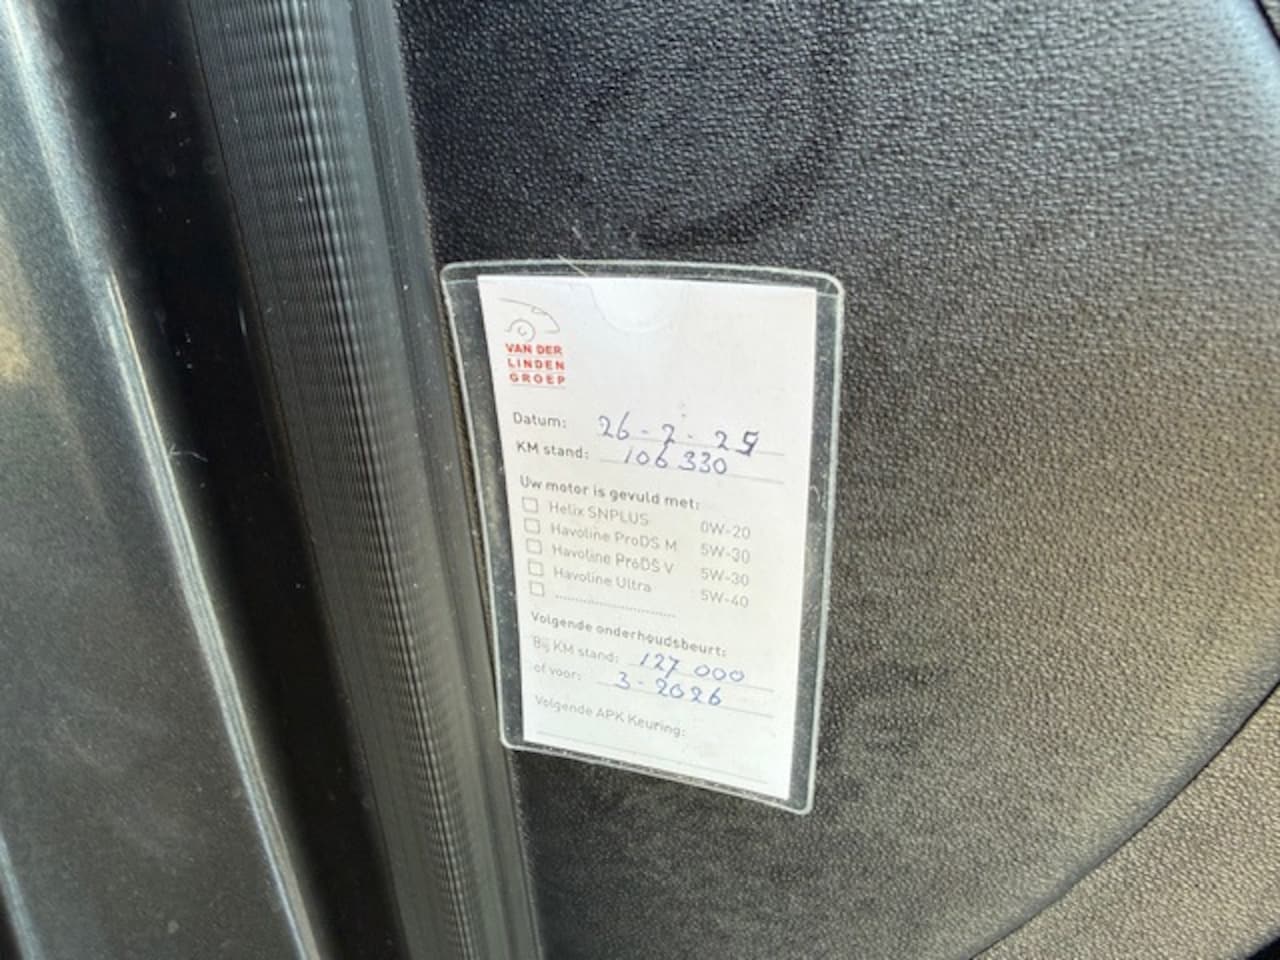 VAN DER
LINDEN
GROEP
Datum: 26-2-25
KM stand: 106 330
Uw motor is gevuld met:
Helix SNPLUS 0W-20
Havoline ProDS M 5W-30
Havoline ProDS V 5W-30
Havoline Ultra 5W-40
Volgende onderhoudsbeurt:
Bij KM stand: 127 000
of voor: 3-2026
Volgende APK Keuring: